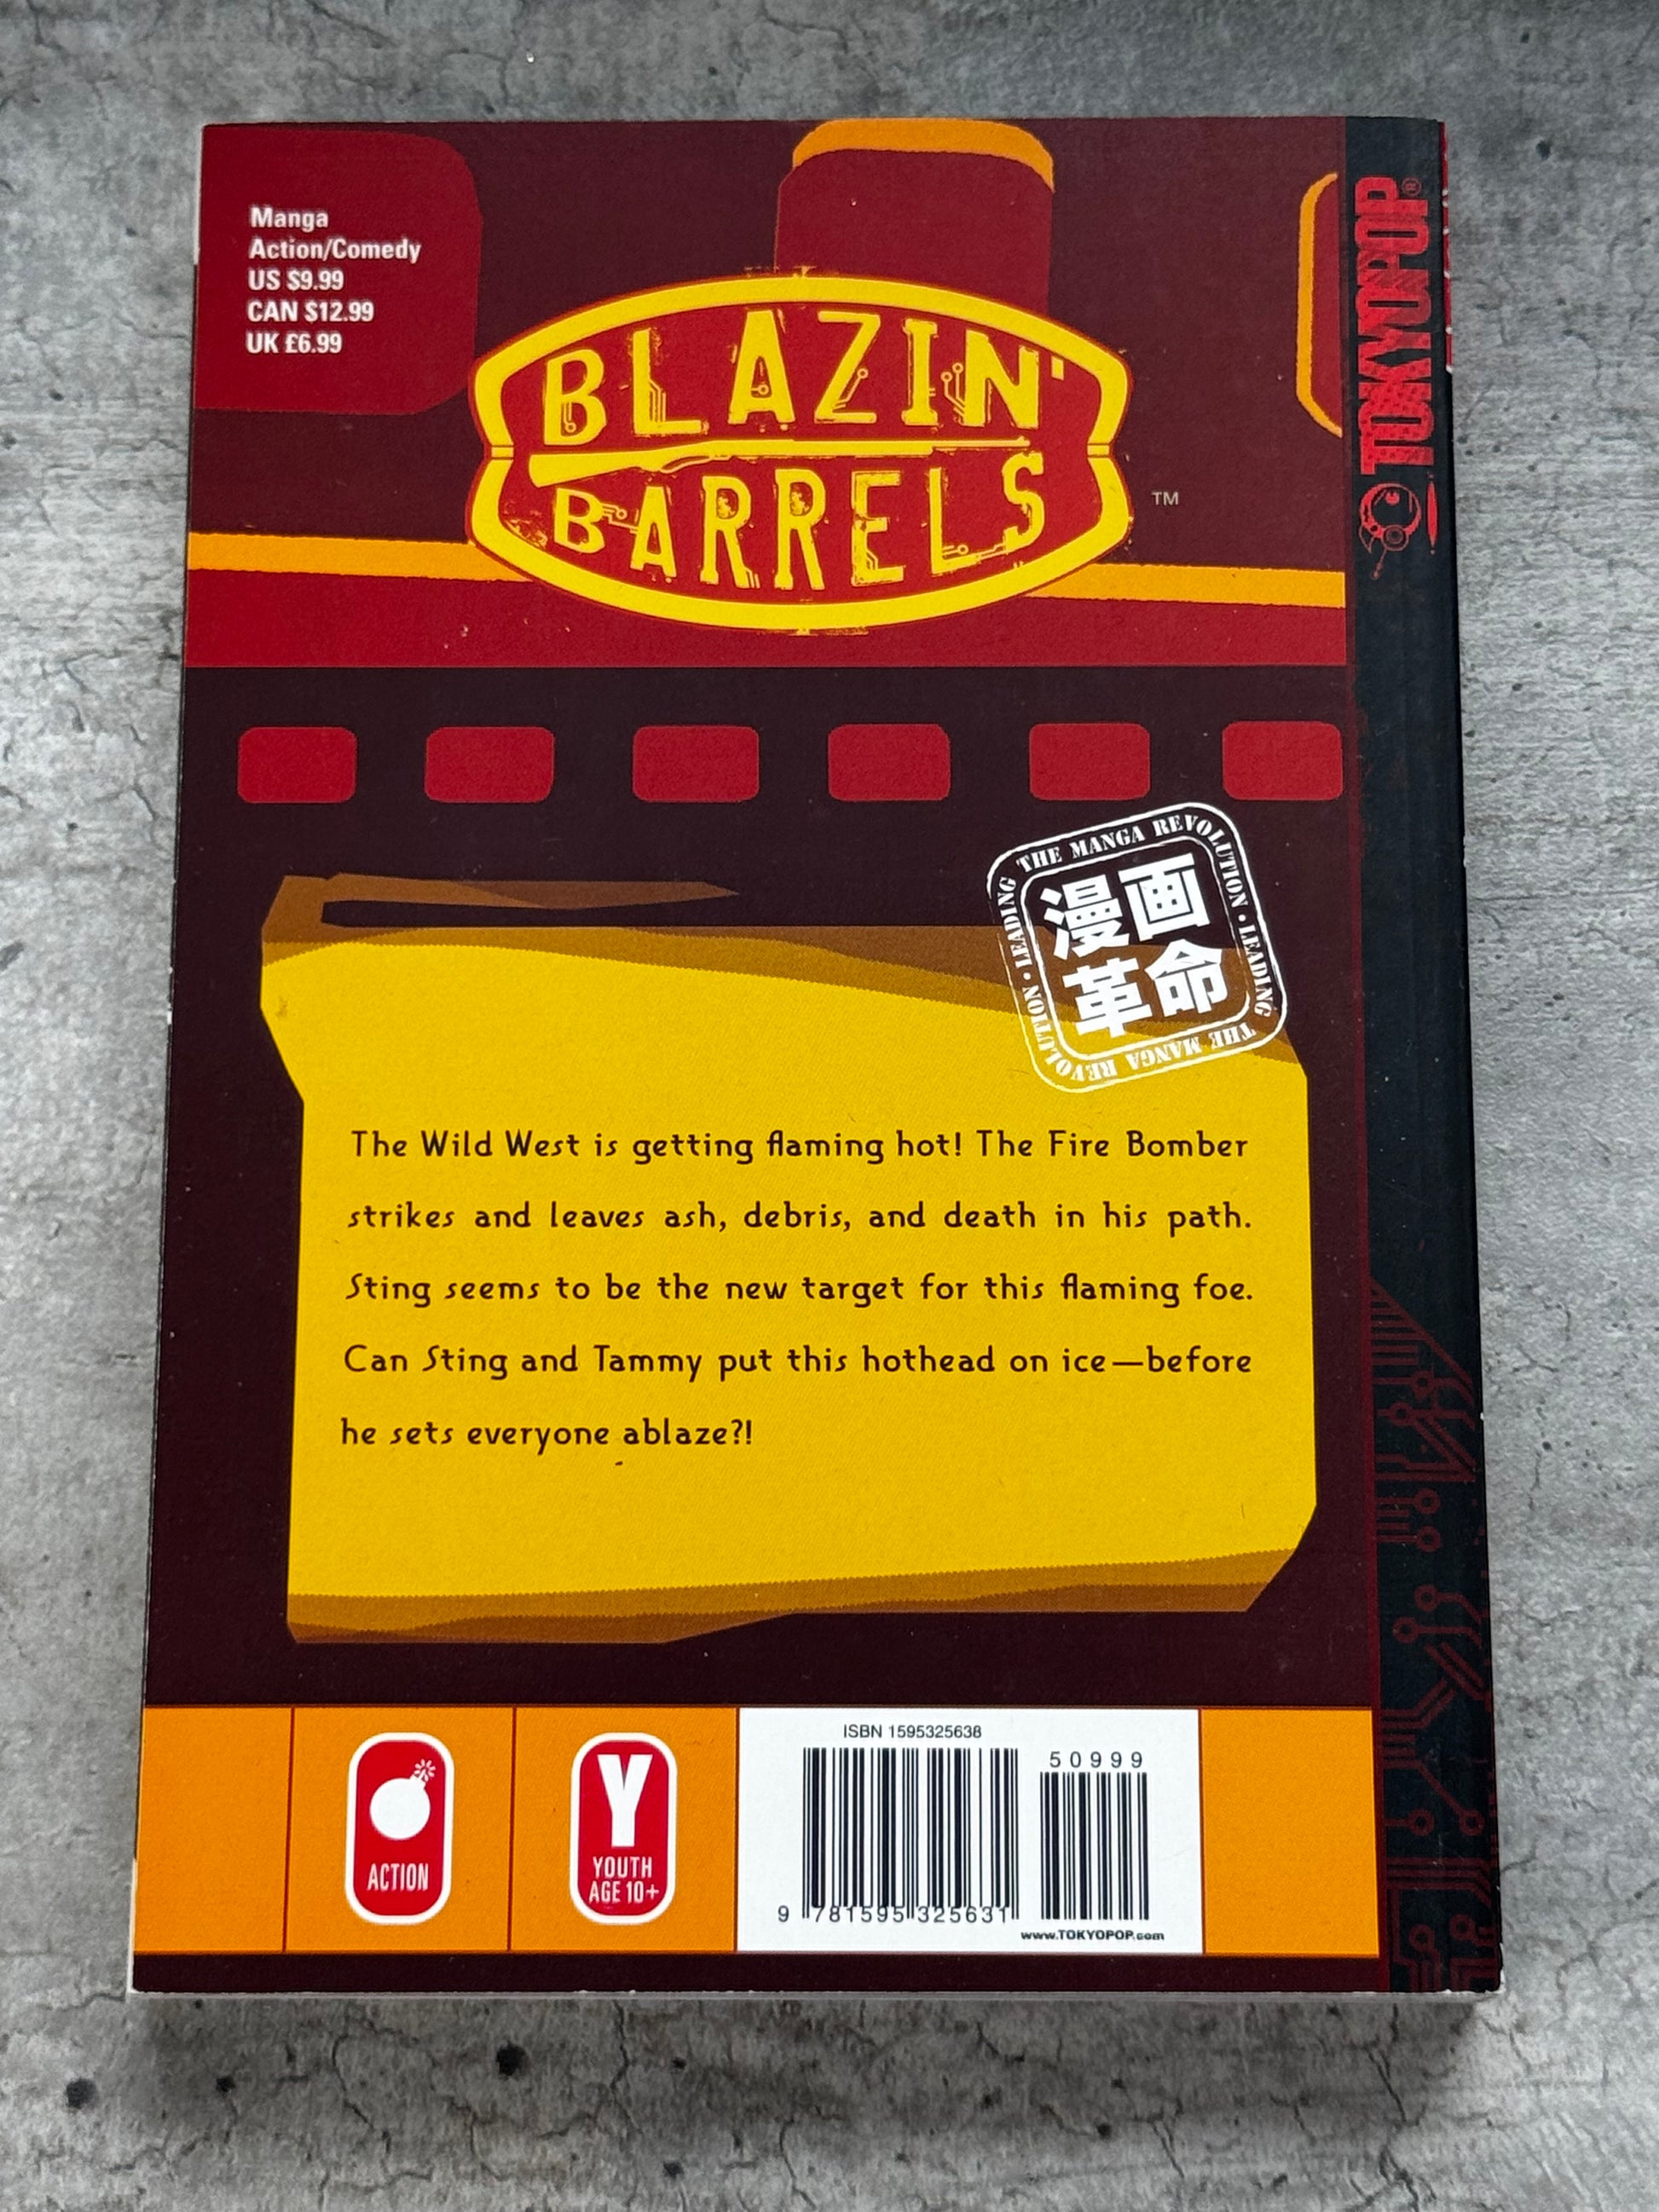 Manga
Action/Comedy
US $9.99
CAN $12.99
UK £6.99
BLAZIN'
BARRELS
™
TOKYOPOP®
LEADING THE MANGA REVOLUTION · LEADING THE MANGA REVOLUTION ·
漫画
革命
The Wild West is getting flaming hot! The Fire Bomber
strikes and leaves ash, debris, and death in his path.
Sting seems to be the new target for this flaming foe.
Can Sting and Tammy put this hothead on ice—before
he sets everyone ablaze?!
ACTION
Y
YOUTH
AGE 10+
ISBN 1595325638
50999
9 781595 325631
www.TOKYOPOP.com